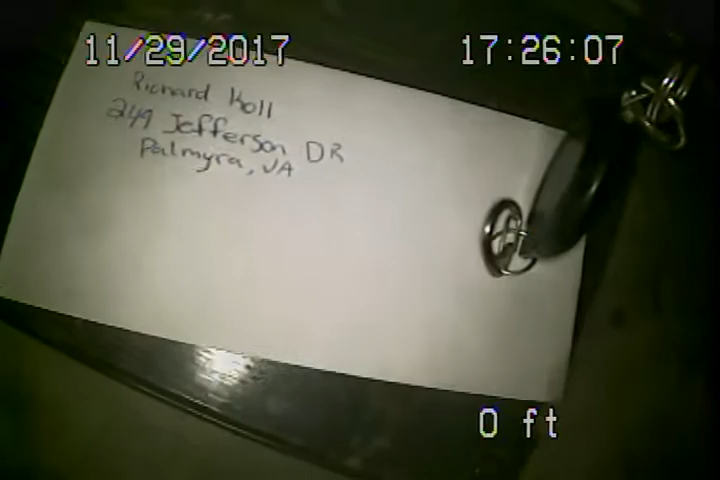 11/29/2017 17:26:07
Richard Koll
249 Jefferson DR
Palmyra, VA
0 ft